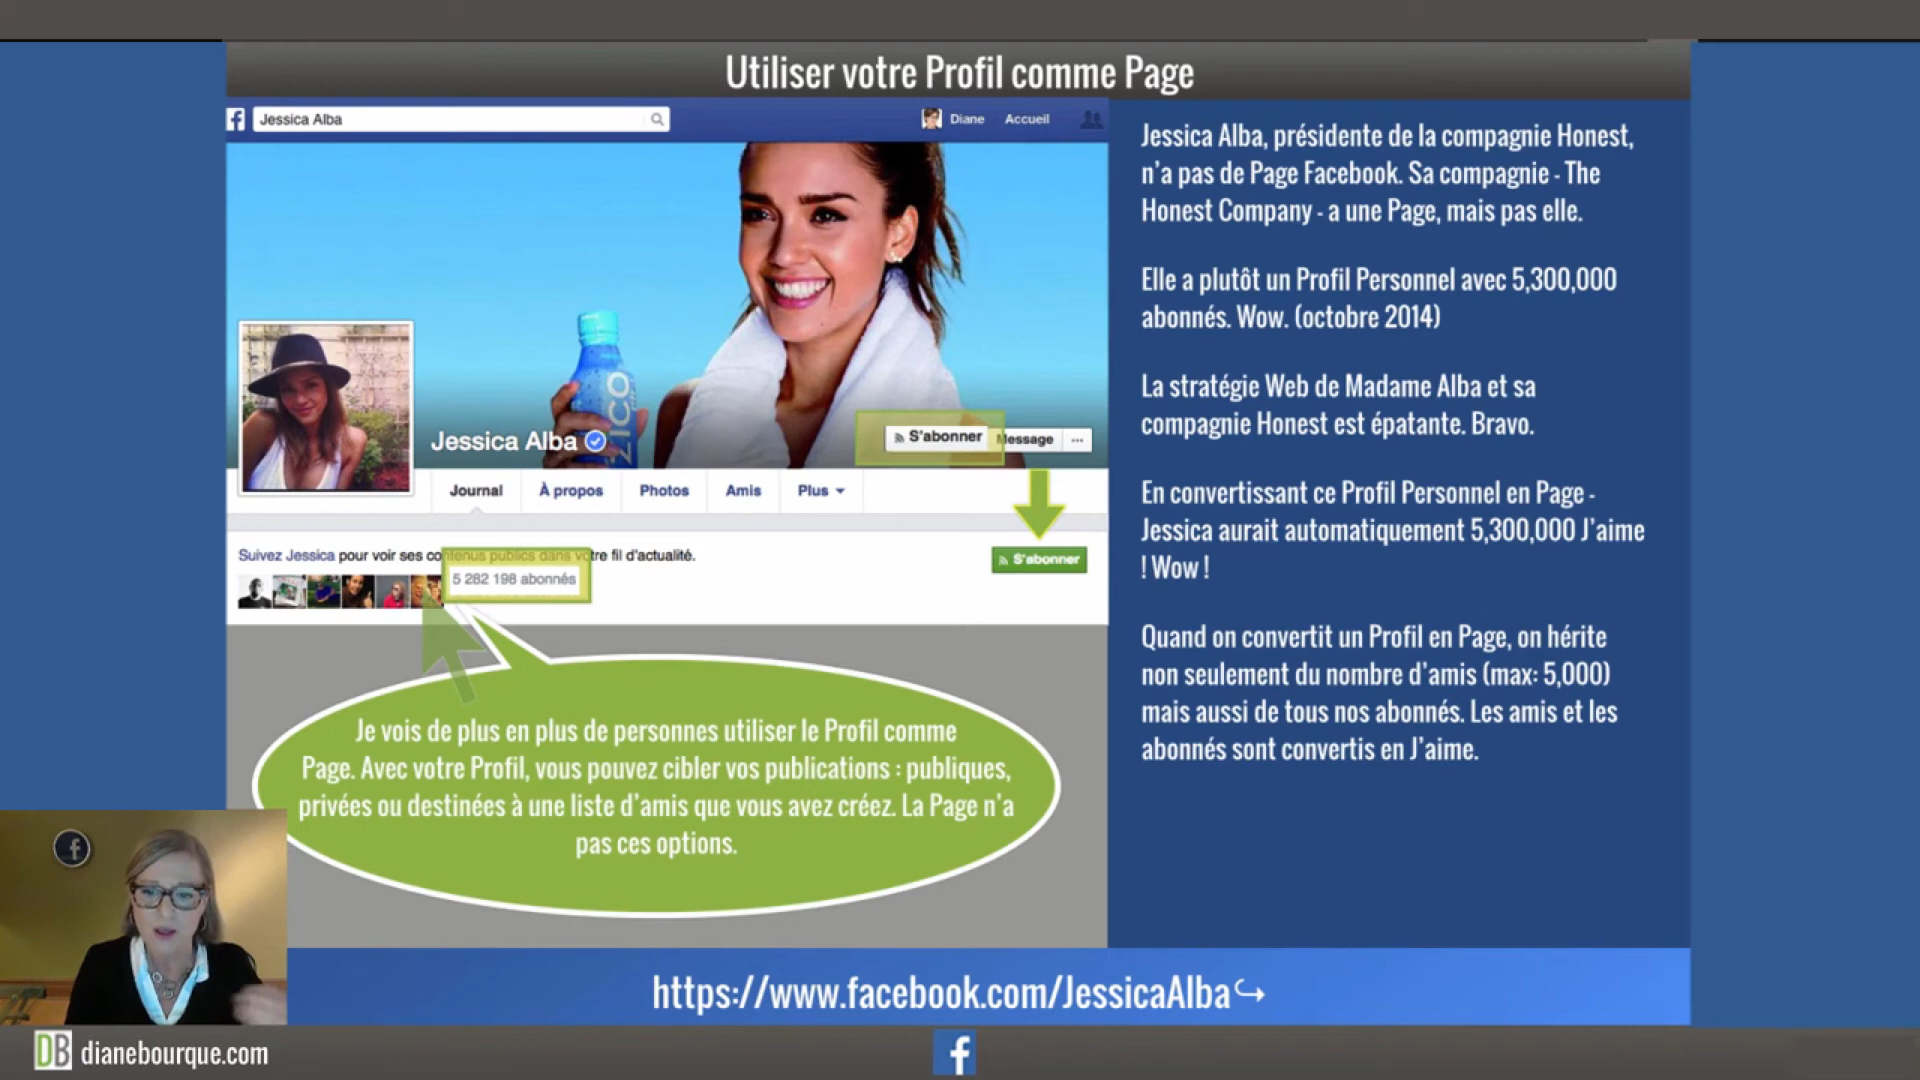 Utiliser votre Profil comme Page
Jessica Alba
Diane
Accueil
ZICO
Jessica Alba
S'abonner
Message
...
Journal
À propos
Photos
Amis
Plus
Suivez Jessica pour voir ses contenus publics dans votre fil d'actualité.
5 282 198 abonnés
S'abonner
Je vois de plus en plus de personnes utiliser le Profil comme
Page. Avec votre Profil, vous pouvez cibler vos publications : publiques,
privées ou destinées à une liste d'amis que vous avez créez. La Page n'a
pas ces options.
Jessica Alba, présidente de la compagnie Honest,
n'a pas de Page Facebook. Sa compagnie - The
Honest Company - a une Page, mais pas elle.
Elle a plutôt un Profil Personnel avec 5,300,000
abonnés. Wow. (octobre 2014)
La stratégie Web de Madame Alba et sa
compagnie Honest est épatante. Bravo.
En convertissant ce Profil Personnel en Page -
Jessica aurait automatiquement 5,300,000 J'aime
! Wow !
Quand on convertit un Profil en Page, on hérite
non seulement du nombre d'amis (max: 5,000)
mais aussi de tous nos abonnés. Les amis et les
abonnés sont convertis en J'aime.
https://www.facebook.com/JessicaAlba
DB dianebourque.com